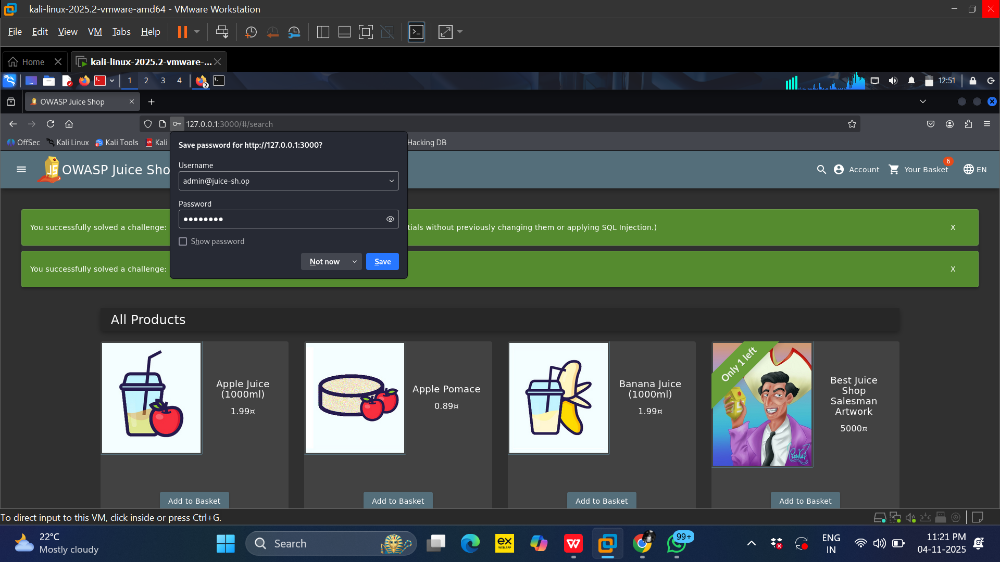 kali-linux-2025.2-vmware-amd64 - VMware Workstation
File Edit View VM Tabs Help
Home
kali-linux-2025.2-vmware-...
1 2 3 4
2
12:51
OWASP Juice Shop
127.0.0.1:3000/#/search
OffSec Kali Linux Kali Tools Kali Hacking DB
Save password for http://127.0.0.1:3000?
Username
admin@juice-sh.op
Password
Show password
Not now
Save
OWASP Juice Sho
Account
Your Basket
6
EN
You successfully solved a challenge: tials without previously changing them or applying SQL Injection.) X
You successfully solved a challenge: X
All Products
Apple Juice
(1000ml)
1.99¤
Add to Basket
Apple Pomace
0.89¤
Add to Basket
Banana Juice
(1000ml)
1.99¤
Add to Basket
Only 1 left
Best Juice
Shop
Salesman
Artwork
5000¤
Add to Basket
To direct input to this VM, click inside or press Ctrl+G.
22°C
Mostly cloudy
Search
ex
WEB APP
99+
ENG
IN
11:21 PM
04-11-2025